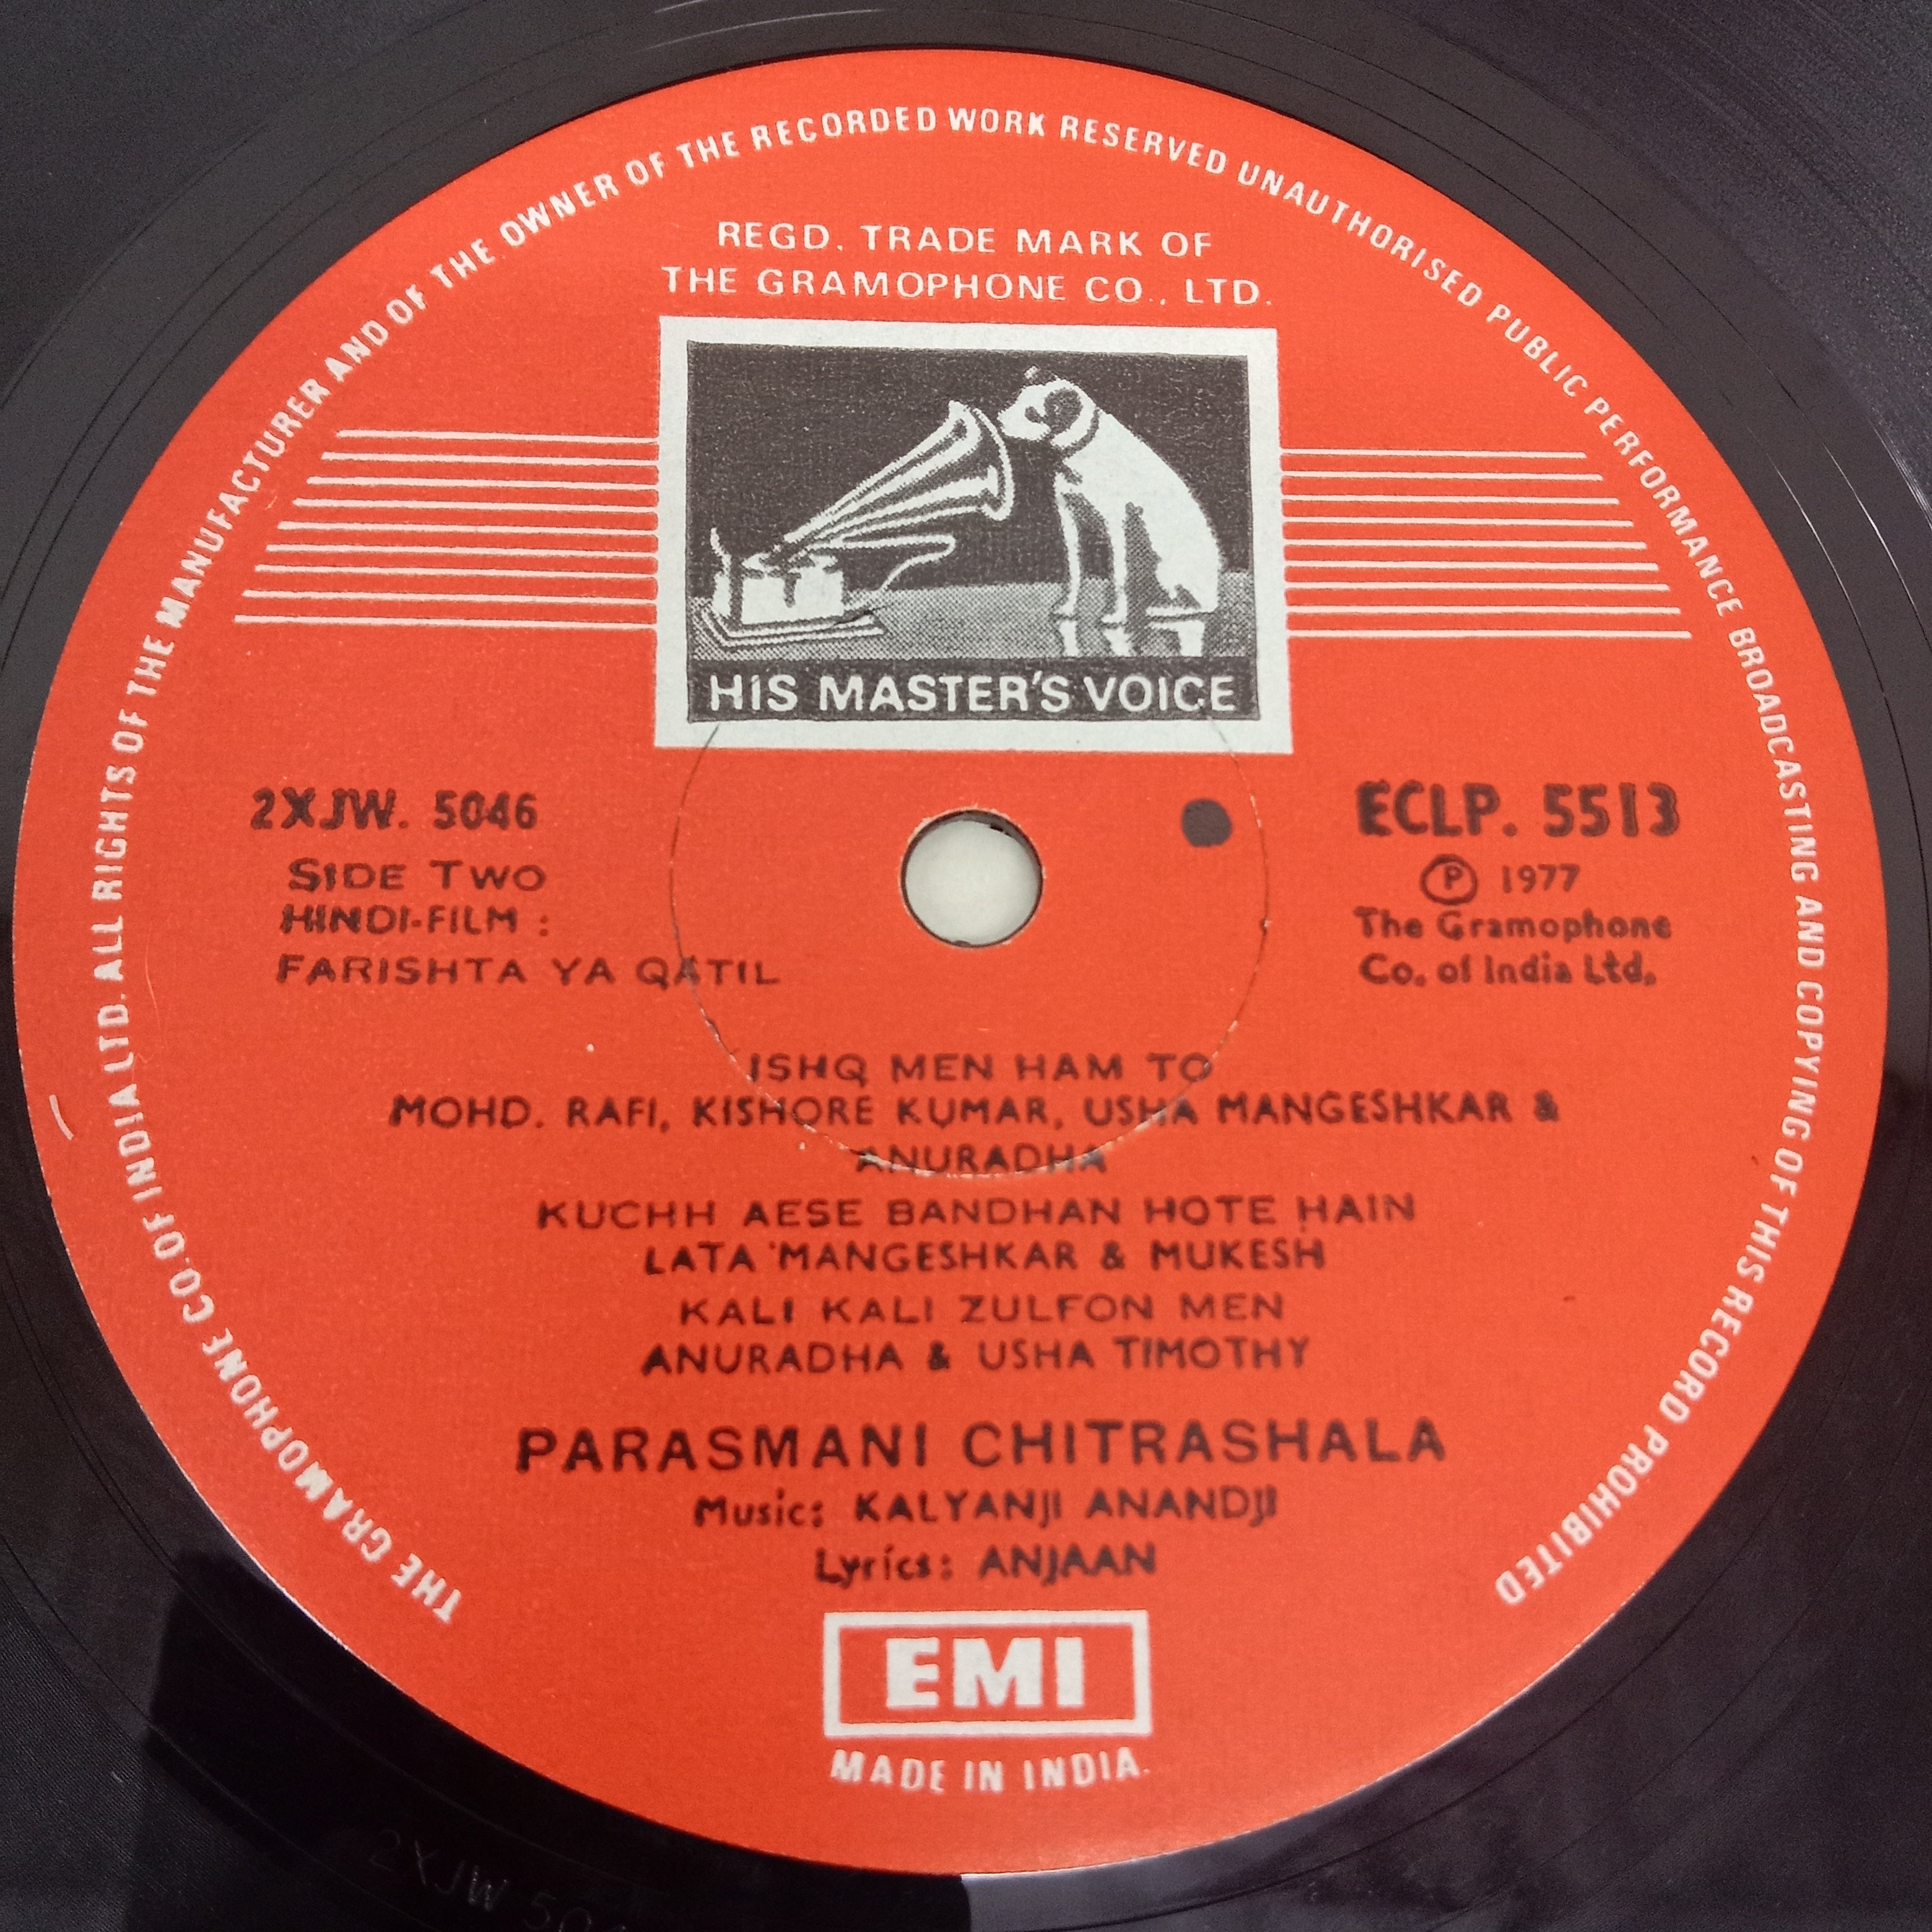 THE GRAMOPHONE CO. OF INDIA LTD. ALL RIGHTS OF THE MANUFACTURER AND OF THE OWNER OF THE RECORDED WORK RESERVED UNAUTHORISED PUBLIC PERFORMANCE BROADCASTING AND COPYING OF THIS RECORD PROHIBITED
REGD. TRADE MARK OF
THE GRAMOPHONE CO., LTD.
HIS MASTER'S VOICE
2XJW. 5046
SIDE TWO
HINDI-FILM :
FARISHTA YA QATIL
ECLP. 5513
℗ 1977
The Gramophone
Co. of India Ltd.
ISHQ MEN HAM TO
MOHD. RAFI, KISHORE KUMAR, USHA MANGESHKAR &
ANURADHA
KUCHH AESE BANDHAN HOTE HAIN
LATA MANGESHKAR & MUKESH
KALI KALI ZULFON MEN
ANURADHA & USHA TIMOTHY
PARASMANI CHITRASHALA
Music: KALYANJI ANANDJI
Lyrics: ANJAAN
EMI
MADE IN INDIA.
2XJW